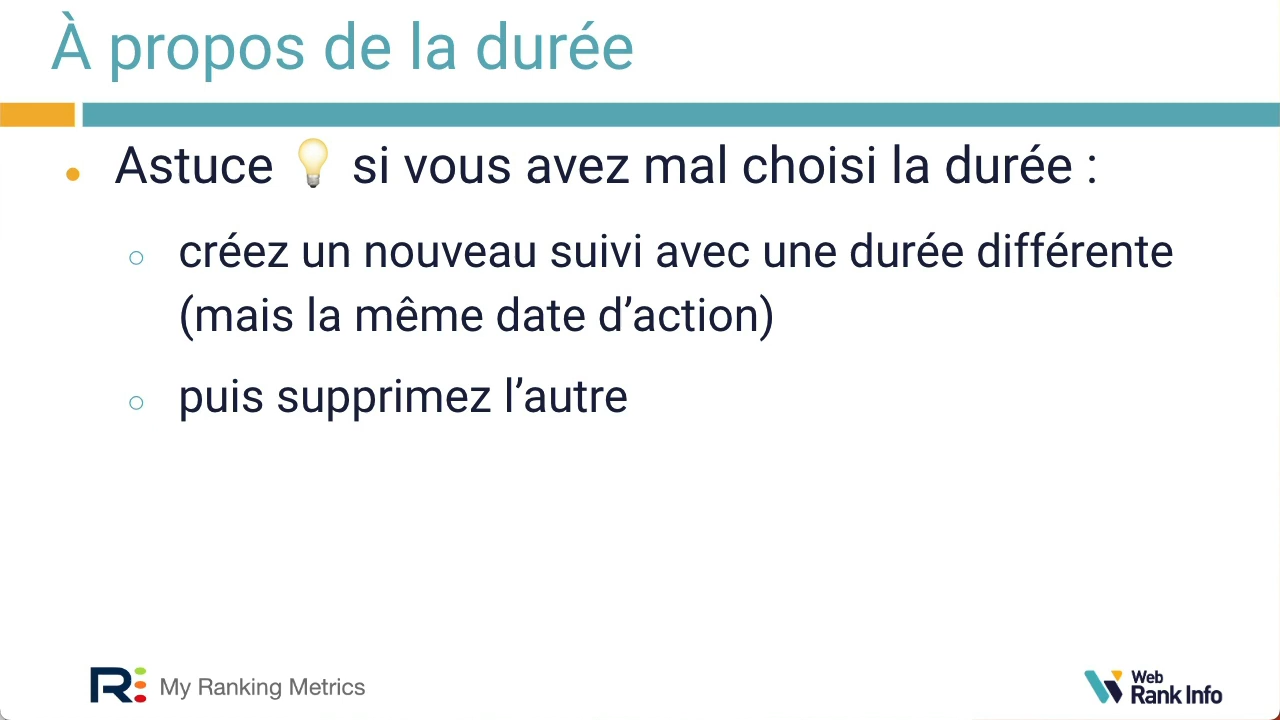 À propos de la durée
Astuce 💡 si vous avez mal choisi la durée :
créez un nouveau suivi avec une durée différente
(mais la même date d’action)
puis supprimez l’autre
My Ranking Metrics
Web
Rank Info